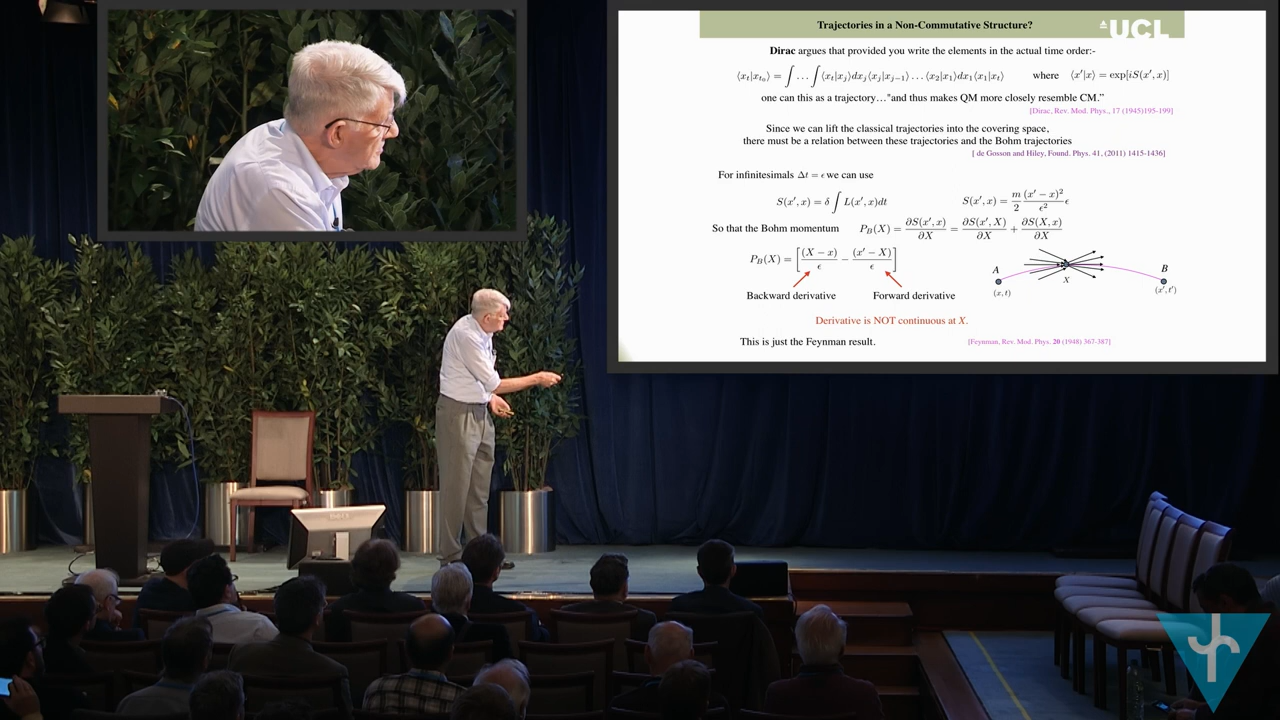 Trajectories in a Non-Commutative Structure?
UCL
Dirac argues that provided you write the elements in the actual time order:-
⟨x_t|x_{t_0}⟩ = ∫ … ∫ ⟨x_t|x_j⟩dx_j⟨x_j|x_{j−1}⟩ … ⟨x_2|x_1⟩dx_1⟨x_1|x_t⟩ where ⟨x′|x⟩ = exp[iS(x′, x)]
one can this as a trajectory…"and thus makes QM more closely resemble CM."
[Dirac, Rev. Mod. Phys., 17 (1945)195-199]
Since we can lift the classical trajectories into the covering space,
there must be a relation between these trajectories and the Bohm trajectories
[ de Gosson and Hiley, Found. Phys. 41, (2011) 1415-1436]
For infinitesimals Δt = ϵ we can use
S(x′, x) = δ ∫ L(x′, x)dt S(x′, x) = m/2 (x′ − x)²/ϵ² ϵ
So that the Bohm momentum P_B(X) = ∂S(x′, x)/∂X = ∂S(x′, X)/∂X + ∂S(X, x)/∂X
P_B(X) = [(X − x)/ϵ − (x′ − X)/ϵ]
A B
X
(x, t) (x′, t′)
Backward derivative Forward derivative
Derivative is NOT continuous at X.
This is just the Feynman result. [Feynman, Rev. Mod. Phys. 20 (1948) 367-387]